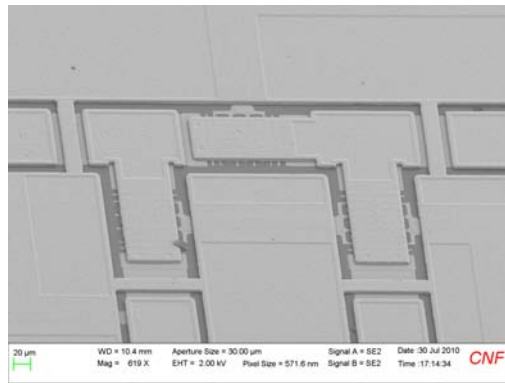 20 µm
WD = 10.4 mm Aperture Size = 30.00 µm Signal A = SE2 Date :30 Jul 2010
Mag = 619 X EHT = 2.00 kV Pixel Size = 571.6 nm Signal B = SE2 Time :17:14:34
CNF